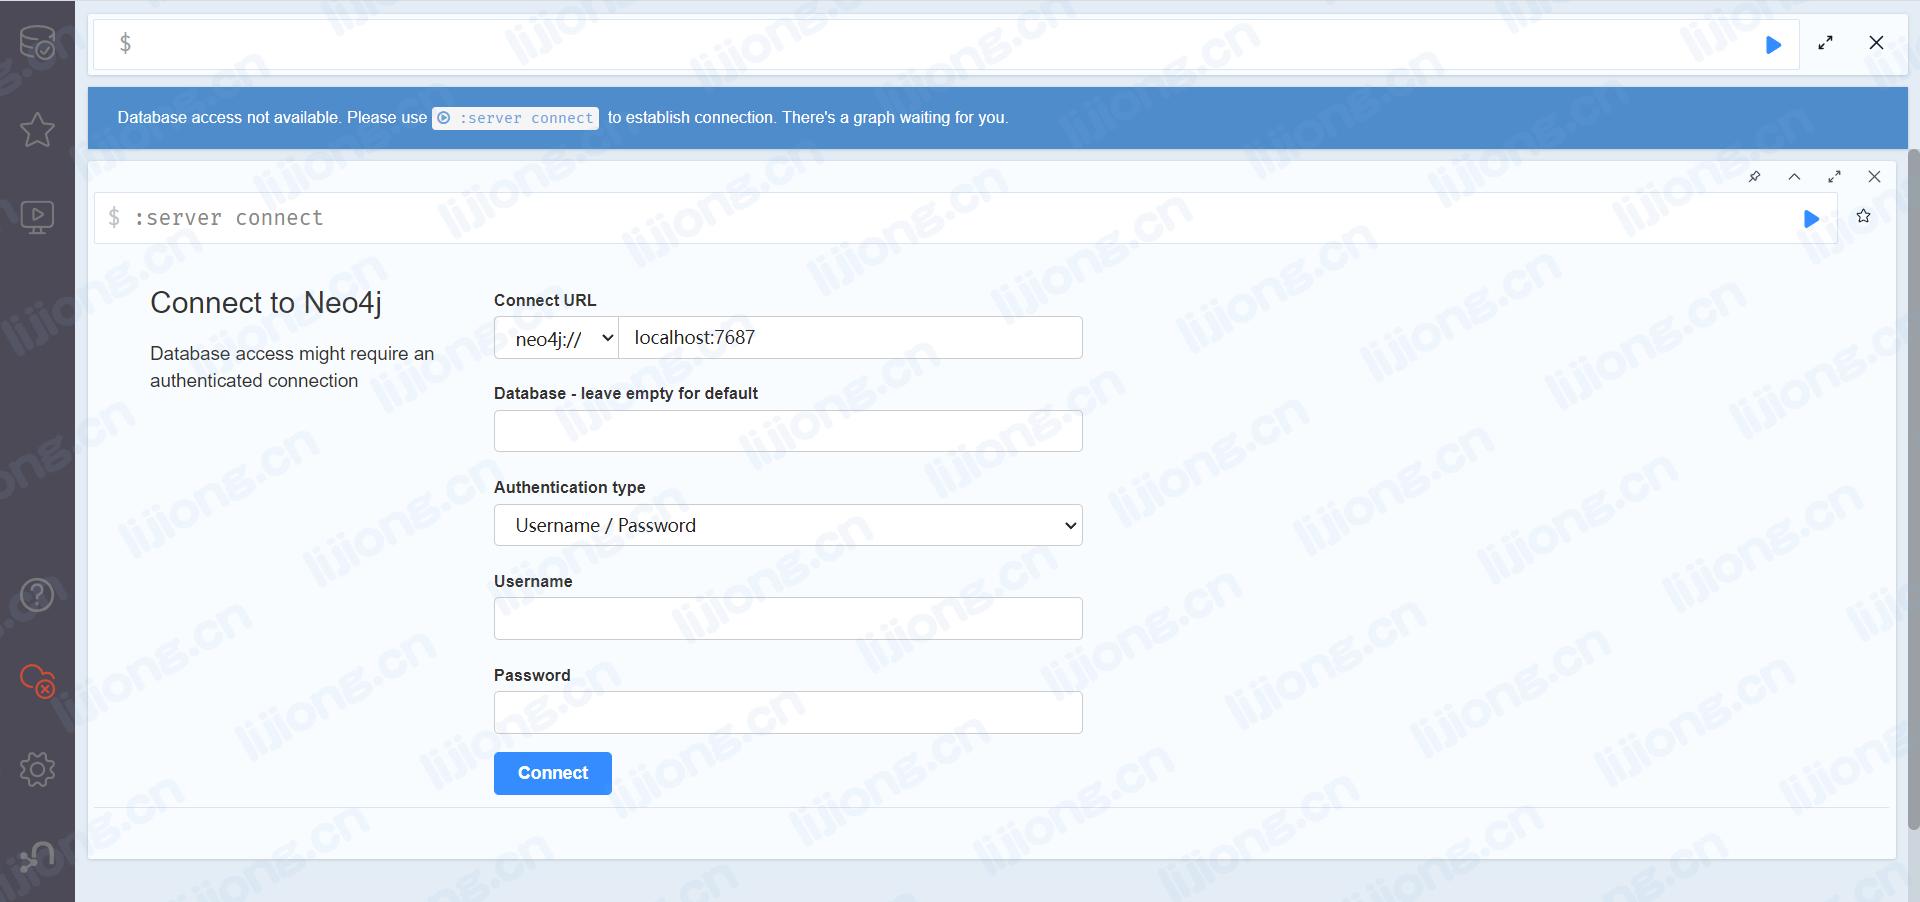 $
Database access not available. Please use :server connect to establish connection. There's a graph waiting for you.
$ :server connect
Connect to Neo4j
Database access might require an
authenticated connection
Connect URL
neo4j:// localhost:7687
Database - leave empty for default
Authentication type
Username / Password
Username
Password
Connect
lijiong.cn